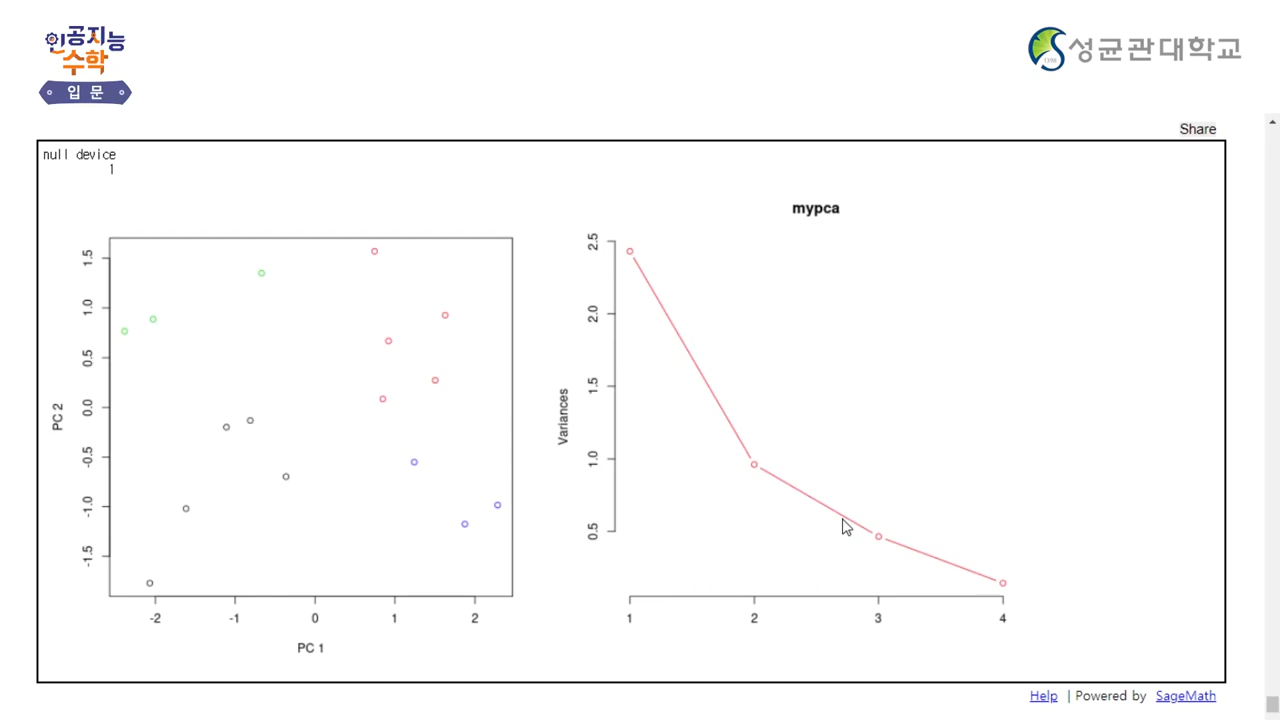 인공지능
수학
입 문
성균관대학교
1398
Share
null device
1
mypca
PC 2
1.5
1.0
0.5
0.0
-0.5
-1.0
-1.5
-2 -1 0 1 2
PC 1
Variances
2.5
2.0
1.5
1.0
0.5
1 2 3 4
Help | Powered by SageMath